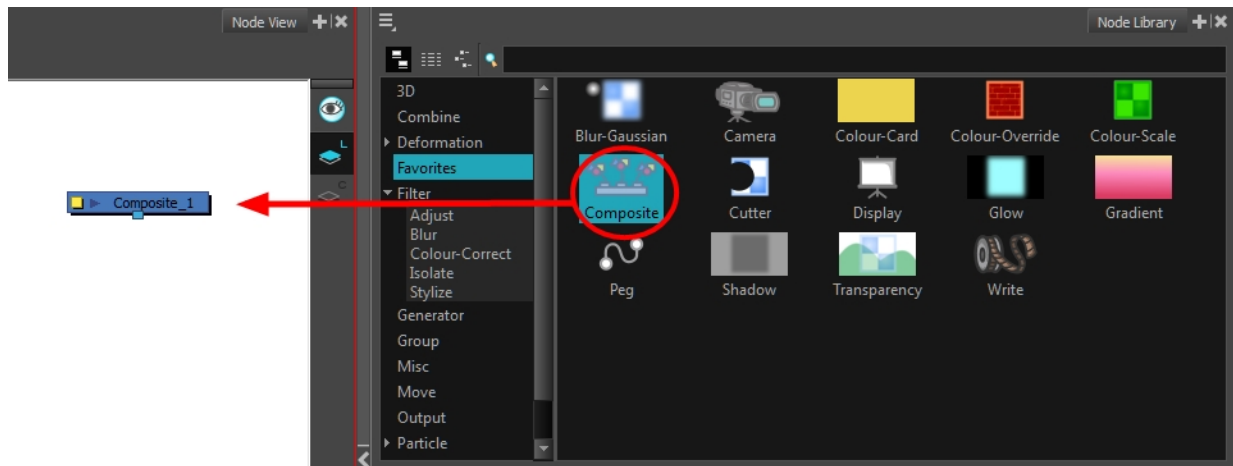 Node View
Node Library
3D
Combine
Deformation
Favorites
Filter
Adjust
Blur
Colour-Correct
Isolate
Stylize
Generator
Group
Misc
Move
Output
Particle
Blur-Gaussian Camera Colour-Card Colour-Override Colour-Scale
Composite Cutter Display Glow Gradient
Peg Shadow Transparency Write
L
C
Composite_1